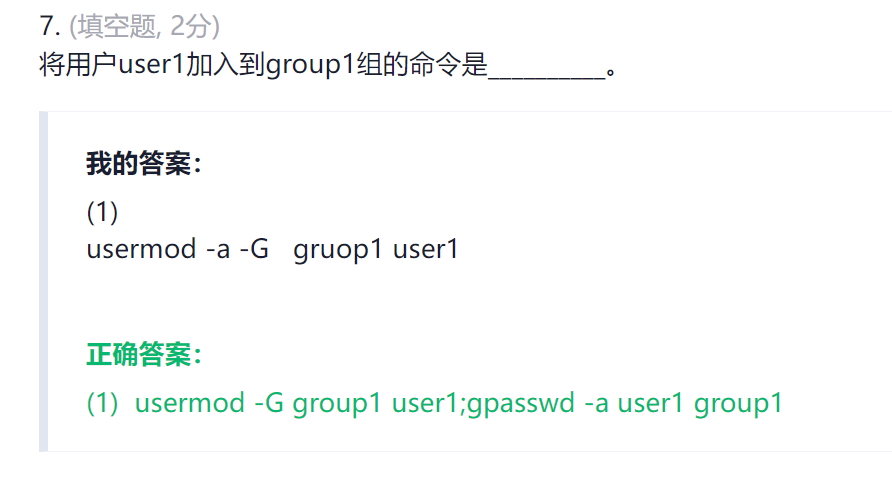 7. (填空题, 2分)
将用户user1加入到group1组的命令是__________。
我的答案:
(1)
usermod -a -G   gruop1 user1
正确答案:
(1)  usermod -G group1 user1;gpasswd -a user1 group1